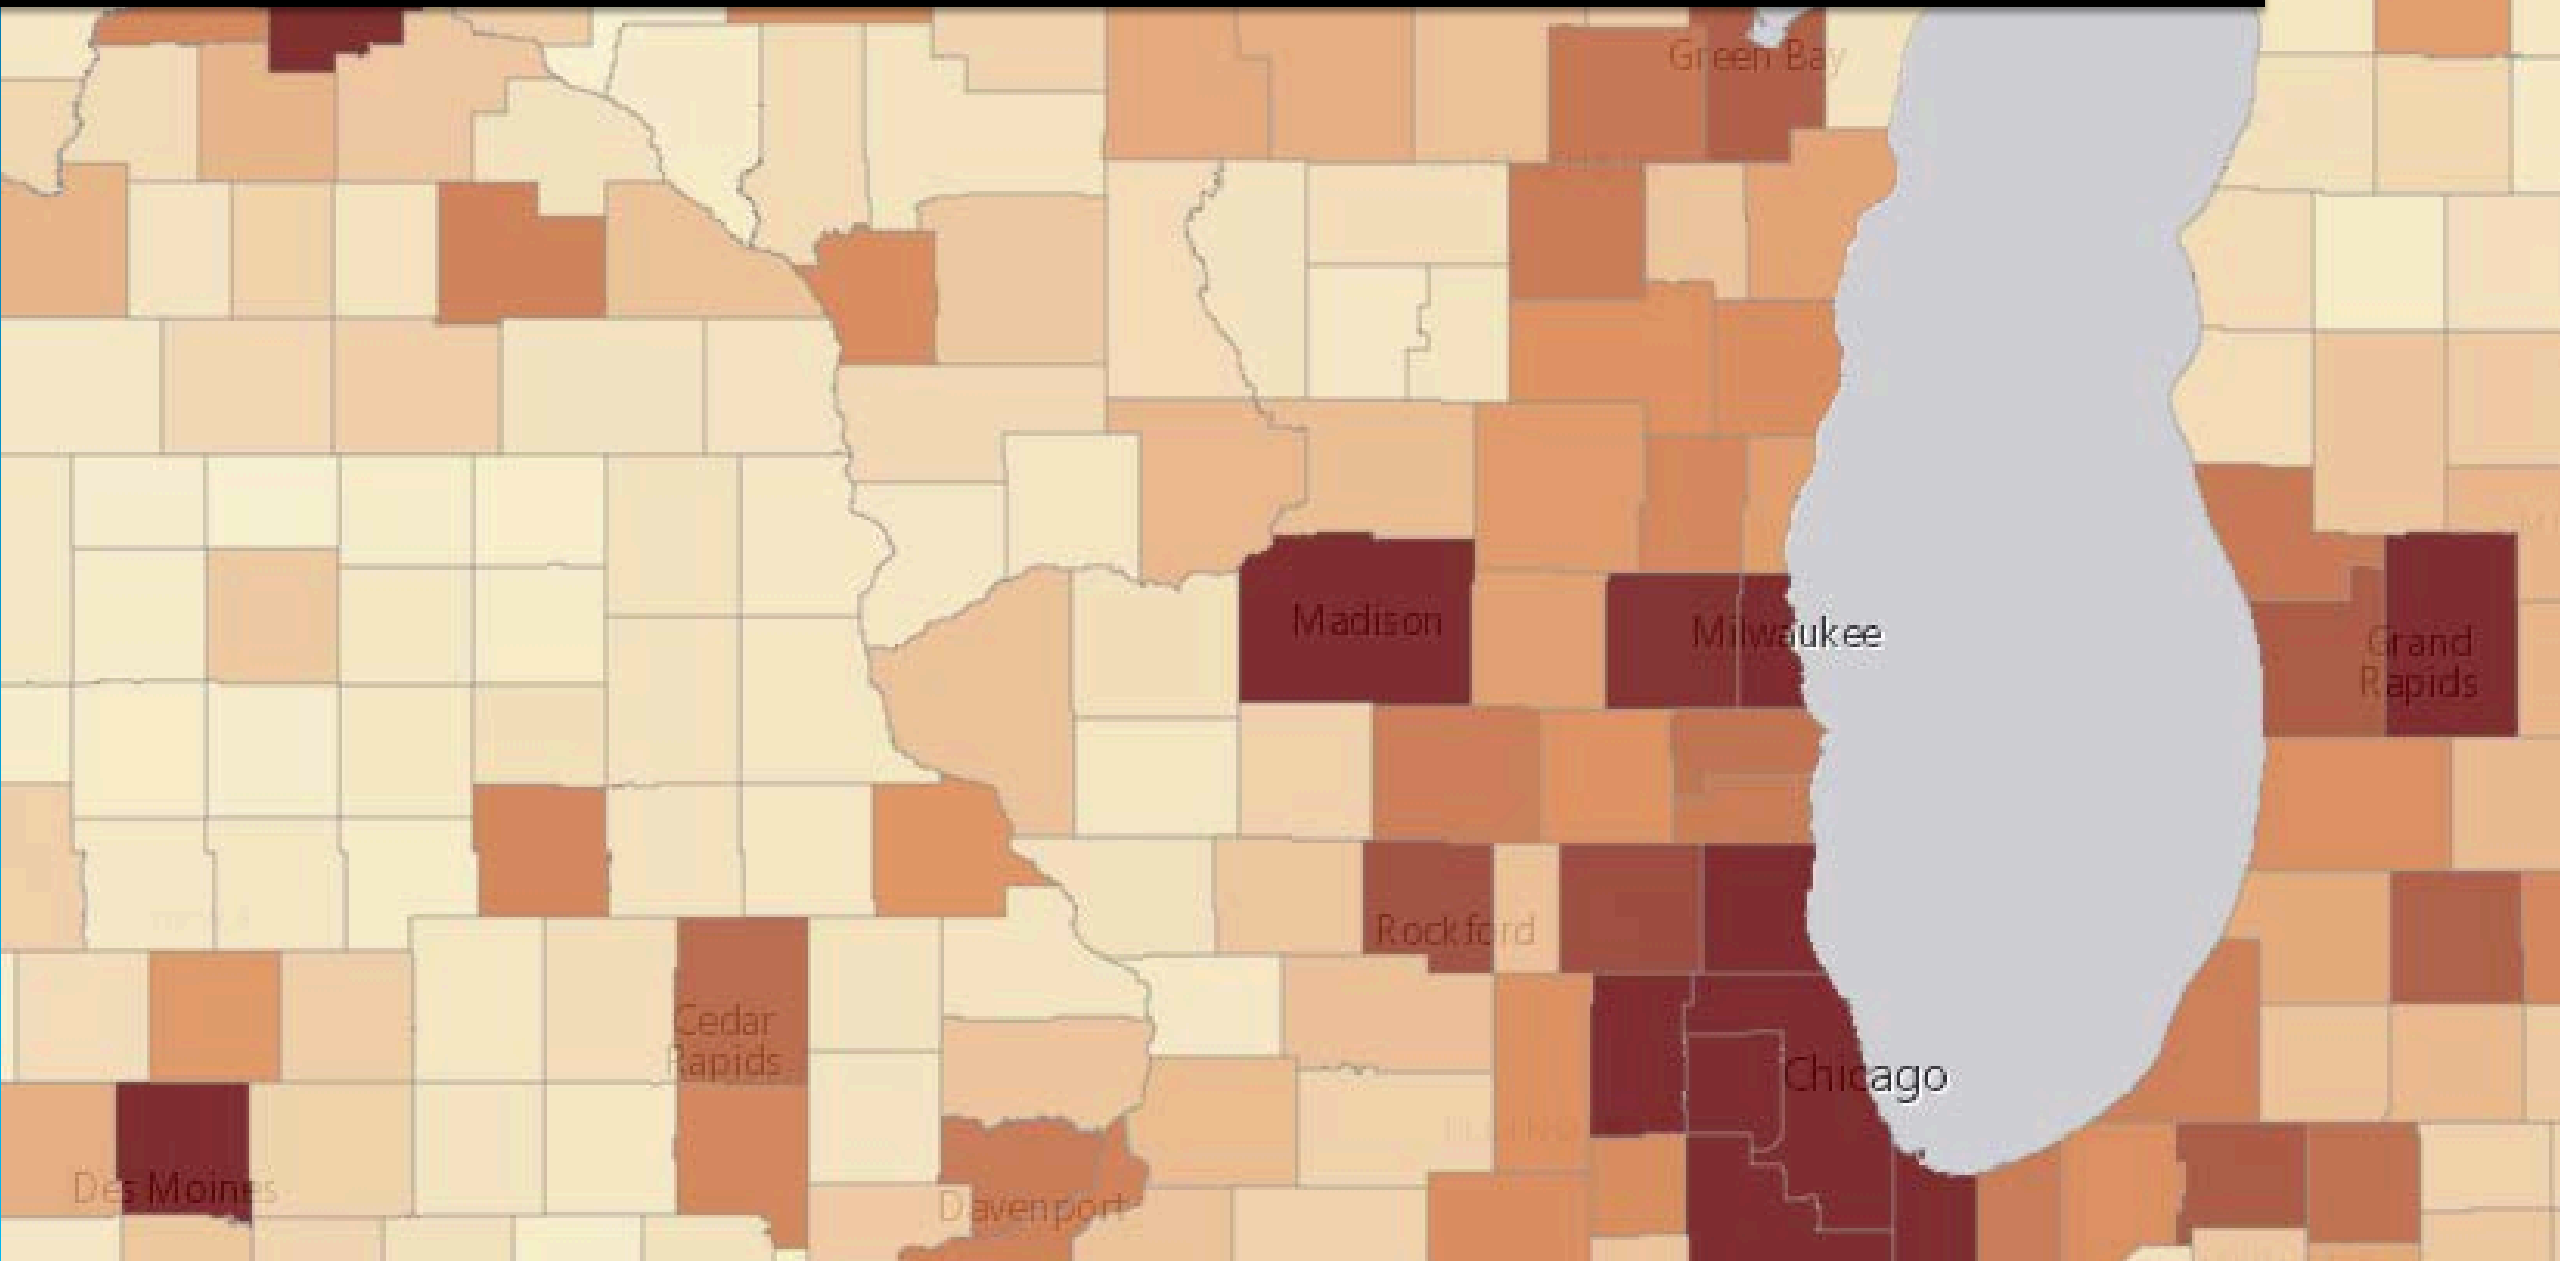 Green Bay
Madison
Milwaukee
Grand
Rapids
Rockford
Cedar
Rapids
Chicago
Des Moines
Davenport